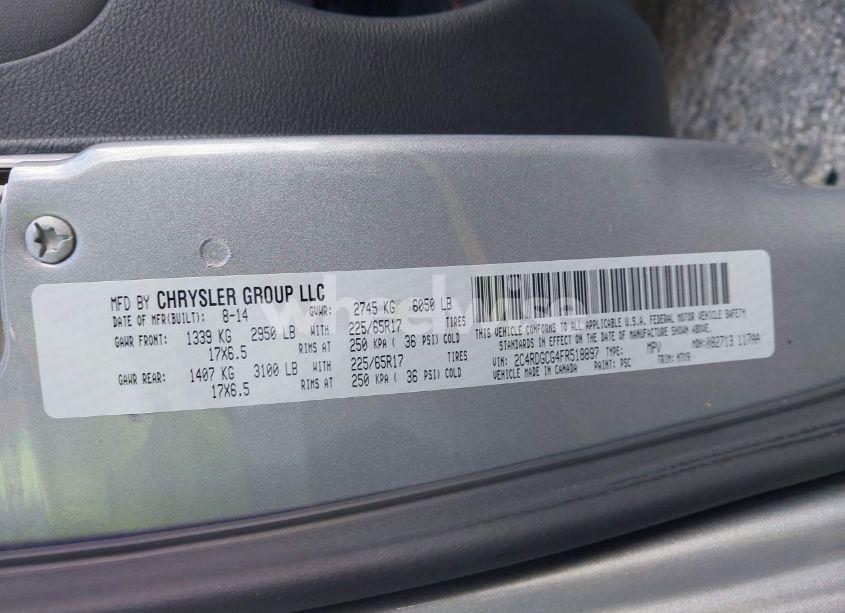 MFD BY CHRYSLER GROUP LLC
DATE OF MFR(BUILT): 8-14 GVWR: 2745 KG 6050 LB
GAWR FRONT: 1339 KG 2950 LB WITH 225/65R17 TIRES
17X6.5 RIMS AT 250 KPA ( 36 PSI) COLD
GAWR REAR: 1407 KG 3100 LB WITH 225/65R17 TIRES
17X6.5 RIMS AT 250 KPA ( 36 PSI) COLD
THIS VEHICLE CONFORMS TO ALL APPLICABLE U.S.A. FEDERAL MOTOR VEHICLE SAFETY
STANDARDS IN EFFECT ON THE DATE OF MANUFACTURE SHOWN ABOVE.
VIN: 2C4RDGCG4FR518897 TYPE: MPV MDH: 082713 117AA
VEHICLE MADE IN CANADA PAINT: PSC TRIM: